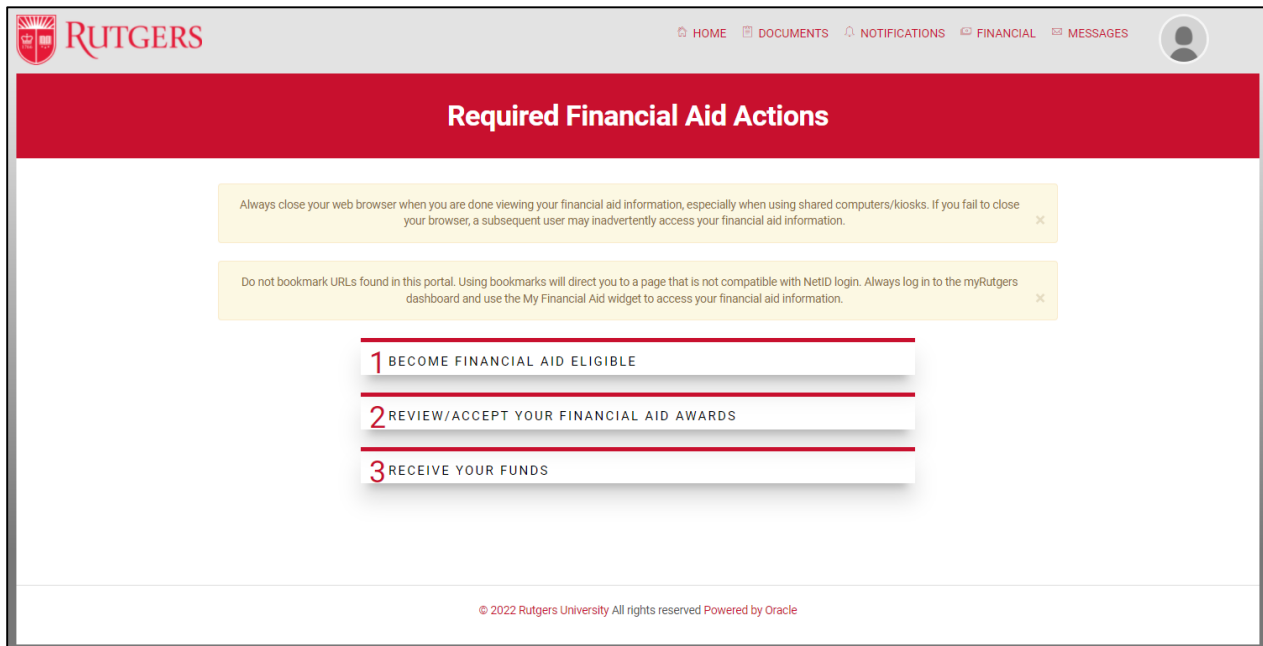 RUTGERS
HOME DOCUMENTS NOTIFICATIONS FINANCIAL MESSAGES
Required Financial Aid Actions
Always close your web browser when you are done viewing your financial aid information, especially when using shared computers/kiosks. If you fail to close
your browser, a subsequent user may inadvertently access your financial aid information.
×
Do not bookmark URLs found in this portal. Using bookmarks will direct you to a page that is not compatible with NetID login. Always log in to the myRutgers
dashboard and use the My Financial Aid widget to access your financial aid information.
×
1 BECOME FINANCIAL AID ELIGIBLE
2 REVIEW/ACCEPT YOUR FINANCIAL AID AWARDS
3 RECEIVE YOUR FUNDS
© 2022 Rutgers University All rights reserved Powered by Oracle